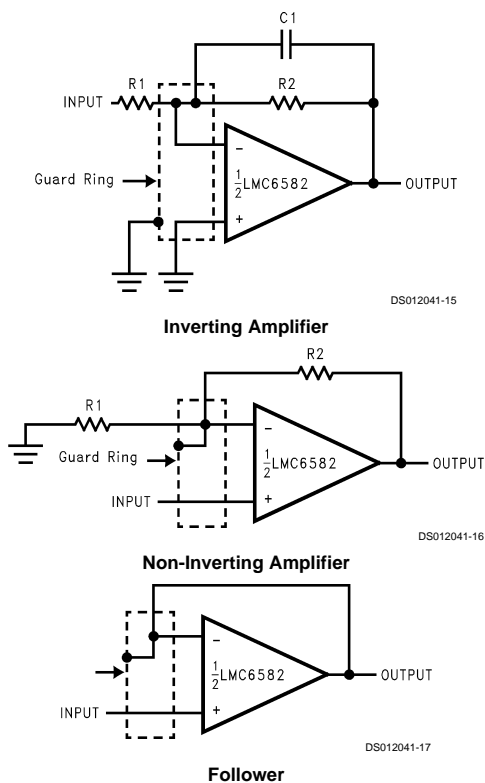 C1
R1
R2
INPUT
−
Guard Ring
½LMC6582
OUTPUT
+
DS012041-15
Inverting Amplifier
R2
R1
−
Guard Ring
½LMC6582
OUTPUT
INPUT
+
DS012041-16
Non-Inverting Amplifier
−
½LMC6582
OUTPUT
INPUT
+
DS012041-17
Follower